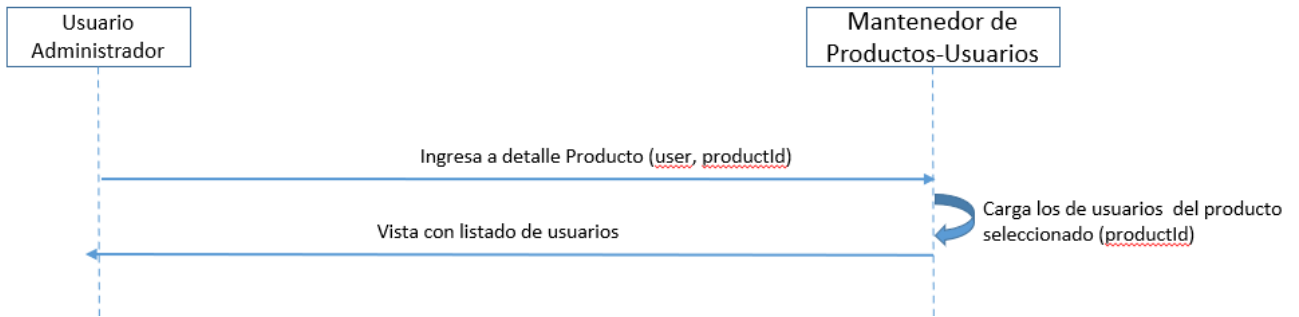 Usuario
Administrador
Mantenedor de
Productos-Usuarios
Ingresa a detalle Producto (user, productId)
Carga los de usuarios  del producto
seleccionado (productId)
Vista con listado de usuarios